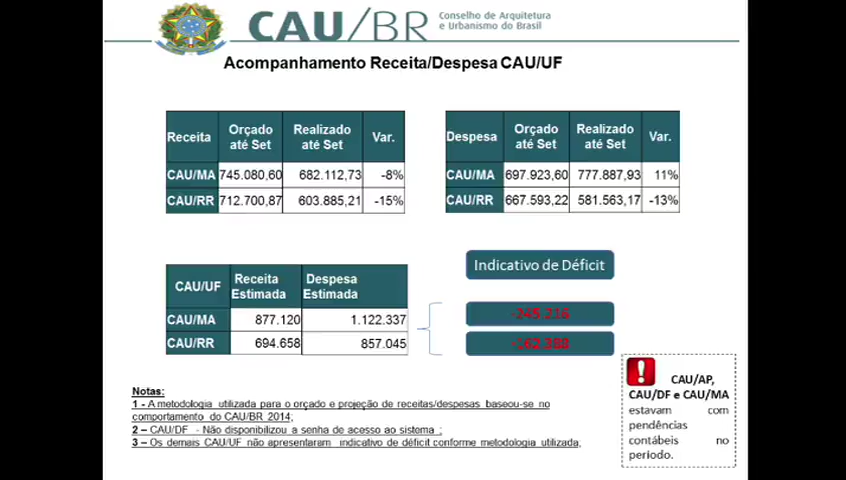 CAU/BR
Conselho de Arquitetura
e Urbanismo do Brasil
Acompanhamento Receita/Despesa CAU/UF
Receita Orçado até Set Realizado até Set Var.
CAU/MA 745.080,60 682.112,73 -8%
CAU/RR 712.700,87 603.885,21 -15%
Despesa Orçado até Set Realizado até Set Var.
CAU/MA 697.923,60 777.887,93 11%
CAU/RR 667.593,22 581.563,17 -13%
CAU/UF Receita Estimada Despesa Estimada
CAU/MA 877.120 1.122.337
CAU/RR 694.658 857.045
Indicativo de Déficit
-245.216
-162.388
CAU/AP,
CAU/DF e CAU/MA
estavam com
pendências
contábeis no
período.
Notas:
1 - A metodologia utilizada para o orçado e projeção de receitas/despesas baseou-se no
comportamento do CAU/BR 2014;
2 – CAU/DF - Não disponibilizou a senha de acesso ao sistema ;
3 – Os demais CAU/UF não apresentaram indicativo de déficit conforme metodologia utilizada;